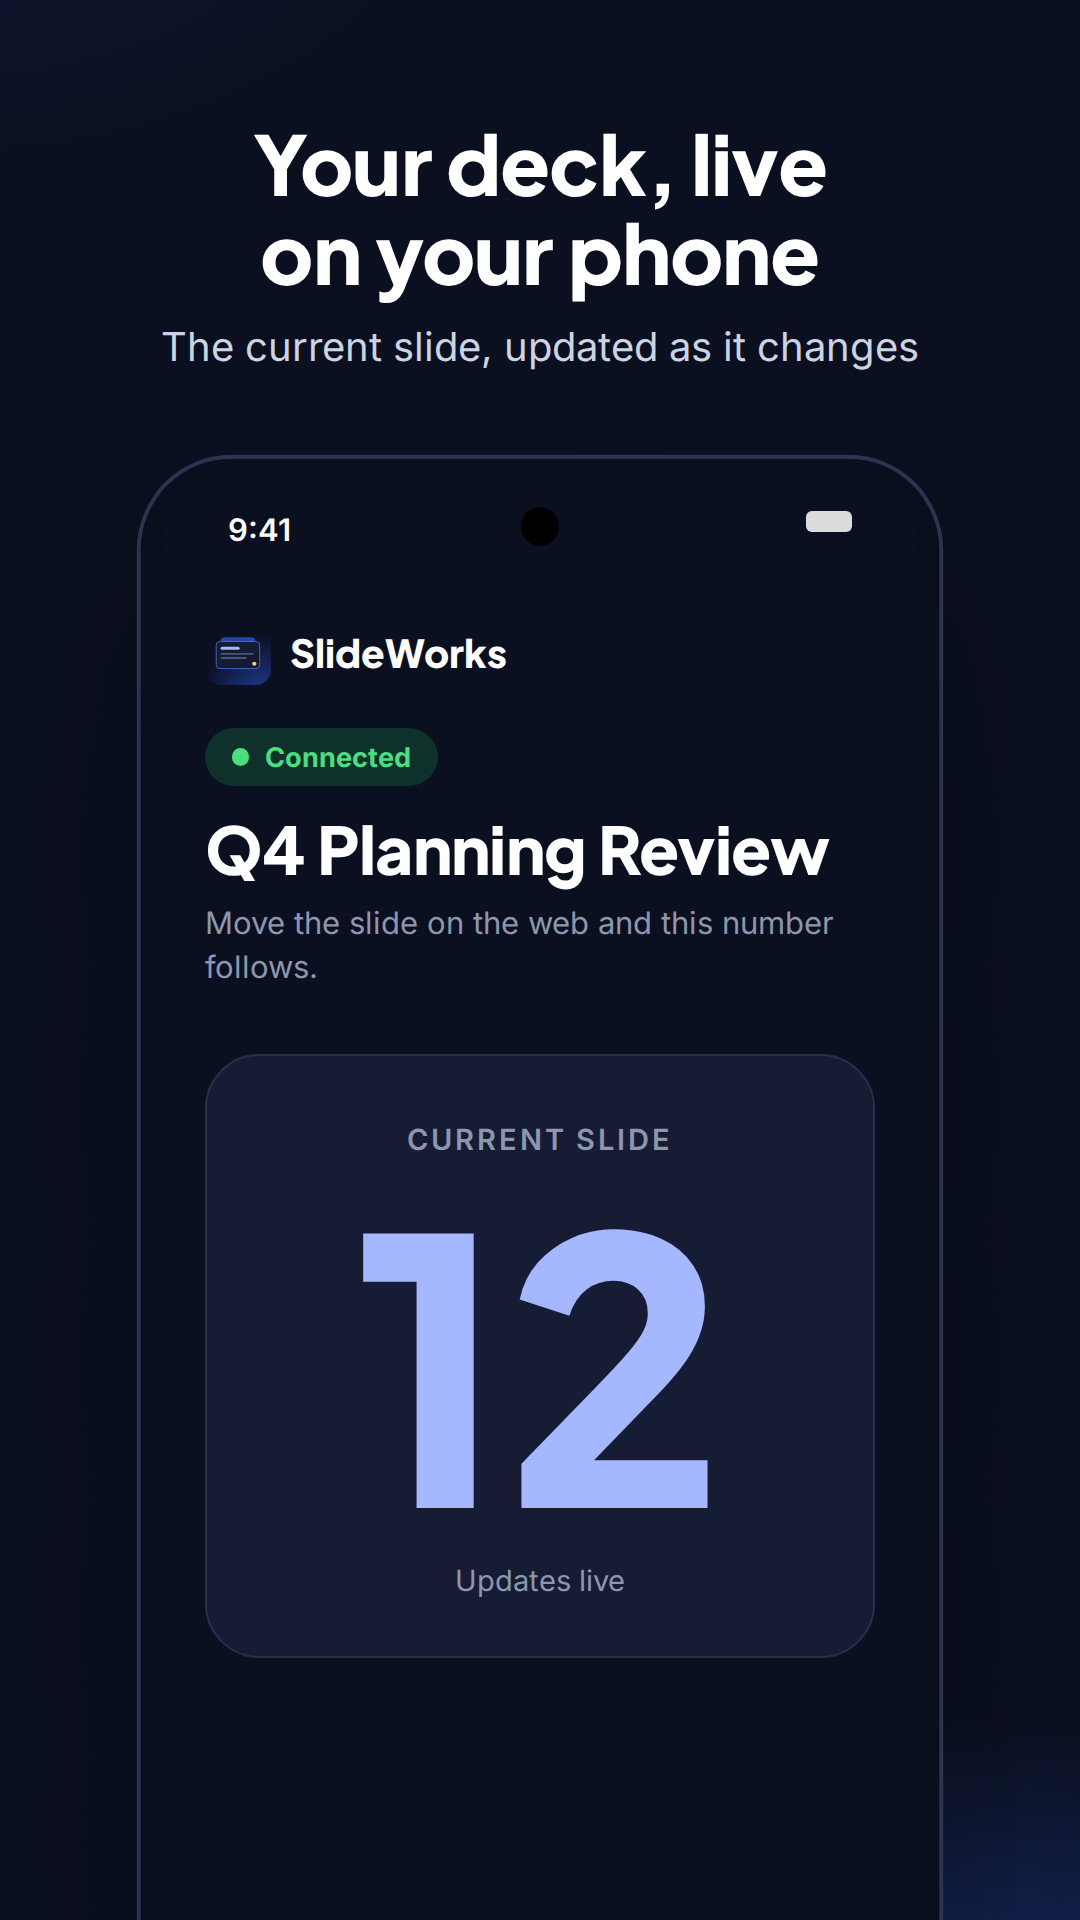 Your deck, live
on your phone
The current slide, updated as it changes
9:41
SlideWorks
Connected
Q4 Planning Review
Move the slide on the web and this number
follows.
CURRENT SLIDE
12
Updates live